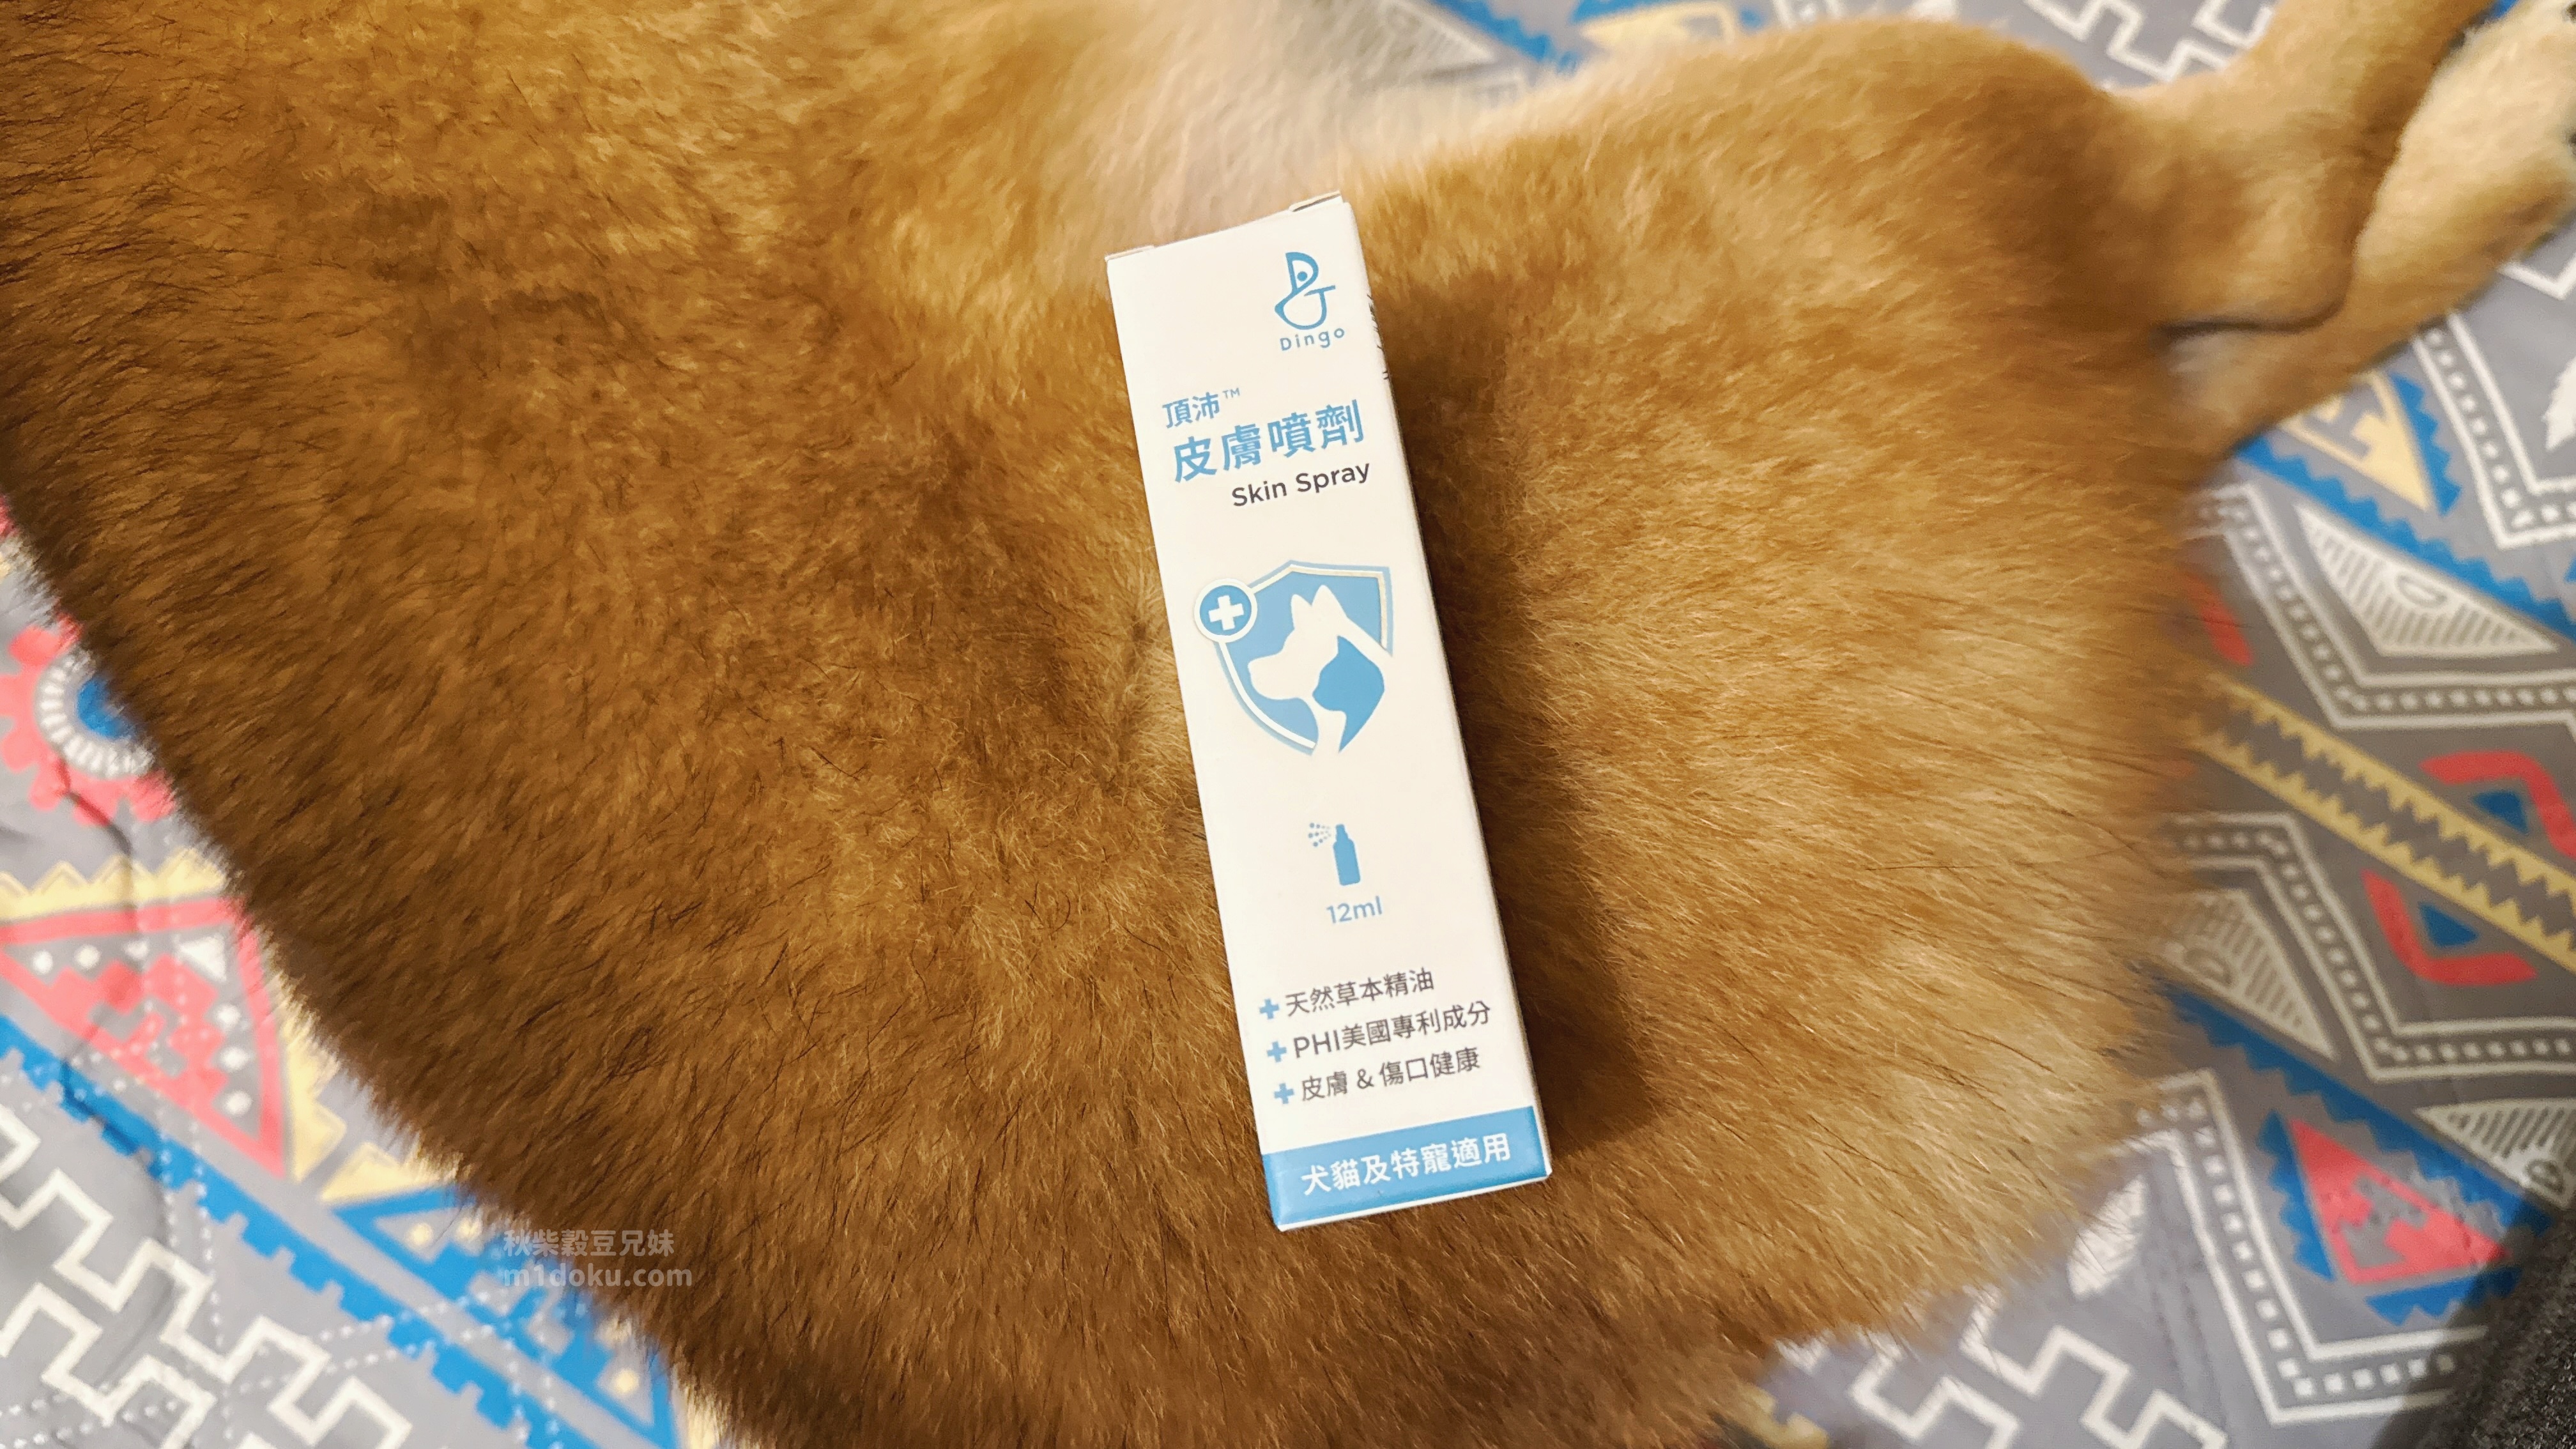 Dingo
頂沛™
皮膚噴劑
Skin Spray
12ml
天然草本精油
PHI美國專利成分
皮膚 & 傷口健康
犬貓及特寵適用
秋柴穀豆兄妹
m1doku.com